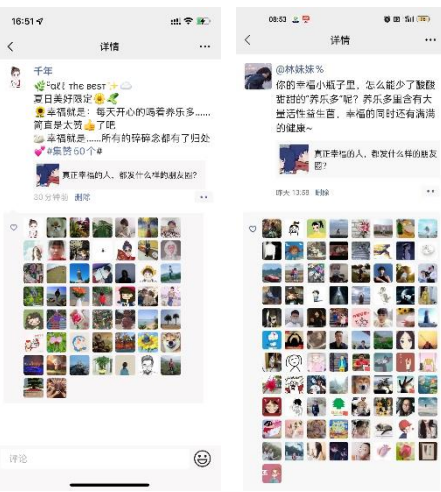 16:51
详情
千年
"αℓℓ тнє вєѕт
夏日美好限定
幸福就是：每天开心的喝着养乐多......
简直是太赞👍了吧
幸福就是......所有的碎碎念都有了归处
#集赞60个#
真正幸福的人，都发什么样的朋友圈？
30分钟前 删除
评论
08:53
详情
@林妹妹%
你的幸福小瓶子里，怎么能少了酸酸
甜甜的“养乐多”呢？养乐多里含有大
量活性益生菌，幸福的同时还有满满
的健康~
真正幸福的人，都发什么样的朋友
圈？
昨天 13:58 删除